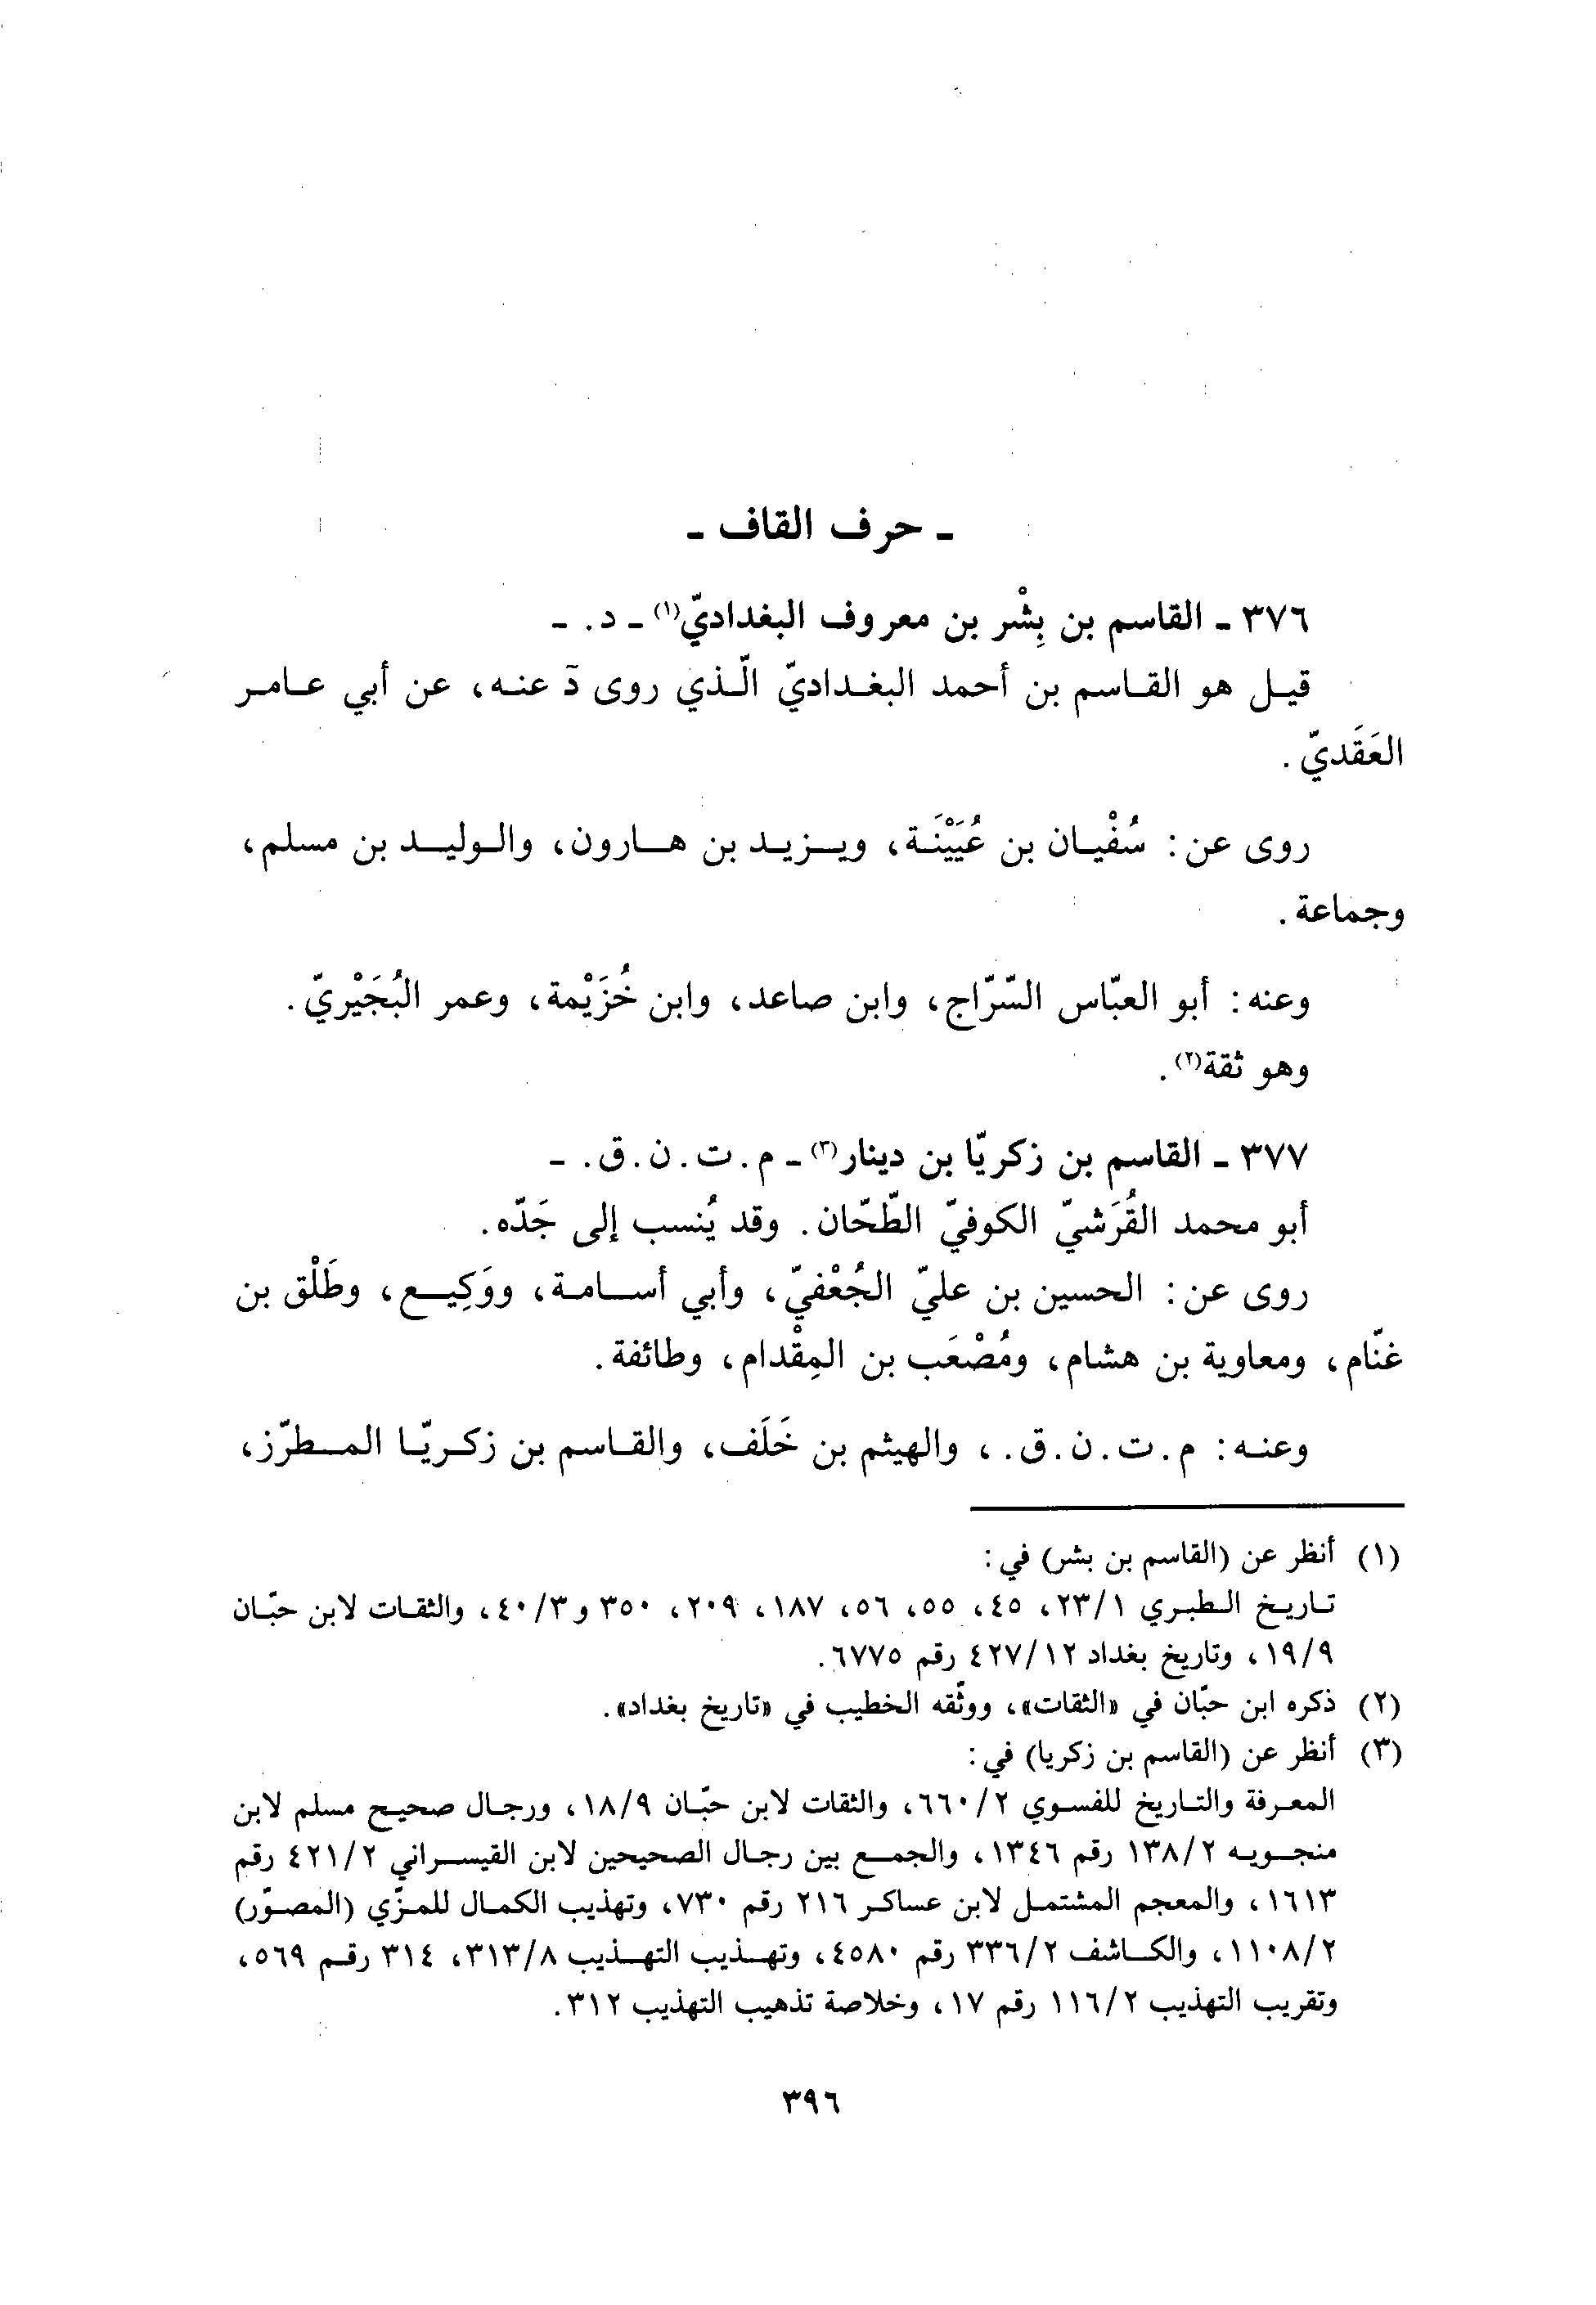 ـ حرف القاف ـ
٣٧٦ ـ القاسم بن بِشْر بن معروف البغداديّ(١) ـ د. ـ
قيل هو القاسم بن أحمد البغداديّ الّذي روى دَ عنه، عن أبي عامر
العَقَديّ.
روى عن: سُفْيان بن عُيَيْنَة، ويزيد بن هارون، والوليد بن مسلم،
وجماعة.
وعنه: أبو العبّاس السّرّاج، وابن صاعد، وابن خُزَيْمة، وعمر البُجَيْريّ.
وهو ثقة(٢).
٣٧٧ ـ القاسم بن زكريّا بن دينار(٣) ـ م. ت. ن. ق. ـ
أبو محمد القُرَشيّ الكوفيّ الطّحّان. وقد يُنسب إلى جَدّه.
روى عن: الحسين بن عليّ الجُعْفيّ، وأبي أسامة، ووَكِيع، وطَلْق بن
غنّام، ومعاوية بن هشام، ومُصْعَب بن المِقْدام، وطائفة.
وعنه: م. ت. ن. ق. ، والهيثم بن خَلَف، والقاسم بن زكريّا المطرّز،
(١) أنظر عن (القاسم بن بشر) في:
تاريخ الطبري ٢٣/١، ٤٥، ٥٥، ٥٦، ١٨٧، ٢٠٩، ٣٥٠ و٤٠/٣، والثقات لابن حبّان
١٩/٩، وتاريخ بغداد ٤٢٧/١٢ رقم ٦٧٧٥.
(٢) ذكره ابن حبّان في «الثقات»، ووثّقه الخطيب في «تاريخ بغداد».
(٣) أنظر عن (القاسم بن زكريا) في:
المعرفة والتاريخ للفسوي ٦٦٠/٢، والثقات لابن حبّان ١٨/٩، ورجال صحيح مسلم لابن
منجويه ١٣٨/٢ رقم ١٣٤٦، والجمع بين رجال الصحيحين لابن القيسراني ٤٢١/٢ رقم
١٦١٣، والمعجم المشتمل لابن عساكر ٢١٦ رقم ٧٣٠، وتهذيب الكمال للمزّي (المصوّر)
١١٠٨/٢، والكاشف ٣٣٦/٢ رقم ٤٥٨٠، وتهذيب التهذيب ٣١٣/٨، ٣١٤ رقم ٥٦٩،
وتقريب التهذيب ١١٦/٢ رقم ١٧، وخلاصة تذهيب التهذيب ٣١٢.
٣٩٦